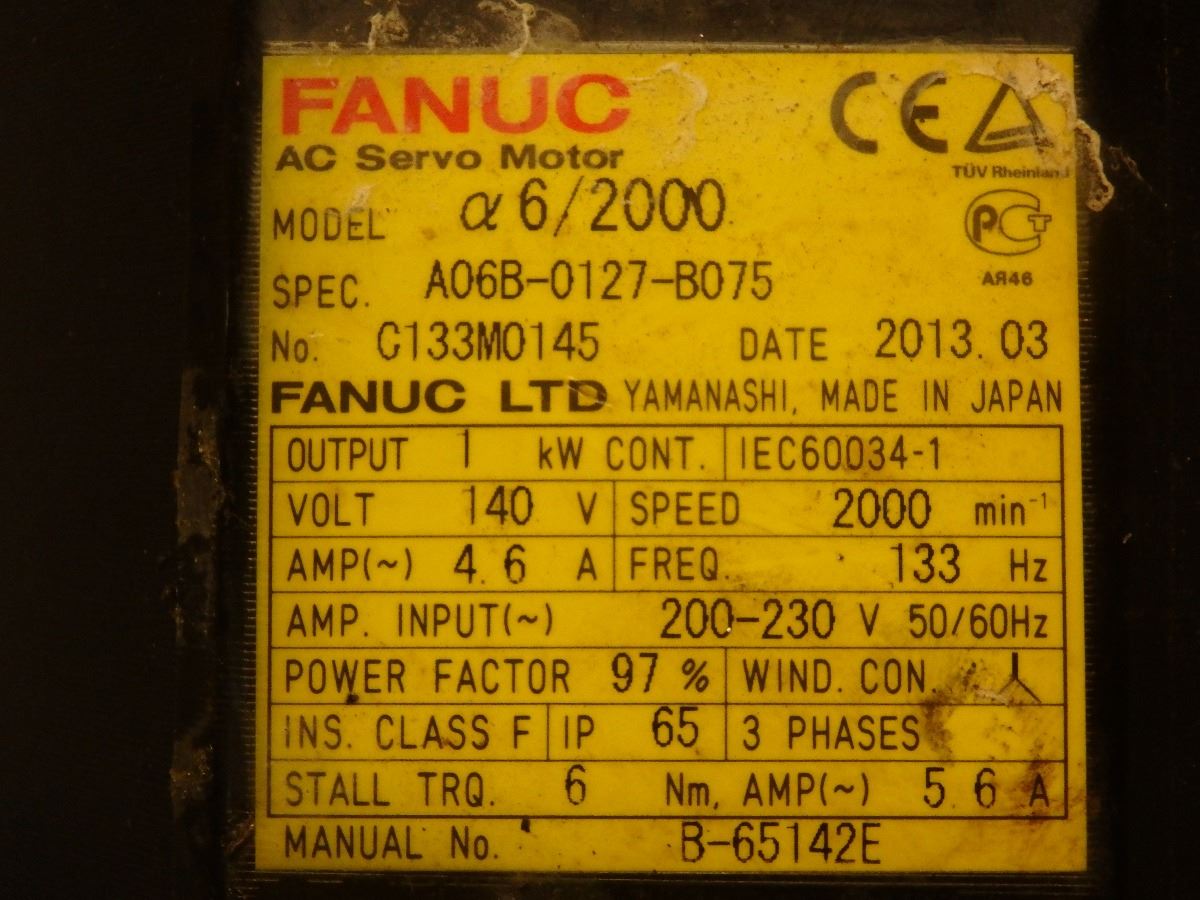 FANUC
AC Servo Motor
CE
TÜV Rheinland
MODEL α6/2000
PCT
SPEC. A06B-0127-B075
АЯ46
No. C133M0145 DATE 2013.03
FANUC LTD YAMANASHI, MADE IN JAPAN
OUTPUT 1 kW CONT. IEC60034-1
VOLT 140 V SPEED 2000 min⁻¹
AMP(~) 4.6 A FREQ. 133 Hz
AMP. INPUT(~) 200-230 V 50/60Hz
POWER FACTOR 97 % WIND. CON.
INS. CLASS F IP 65 3 PHASES
STALL TRQ. 6 Nm, AMP(~) 5.6 A
MANUAL No. B-65142E